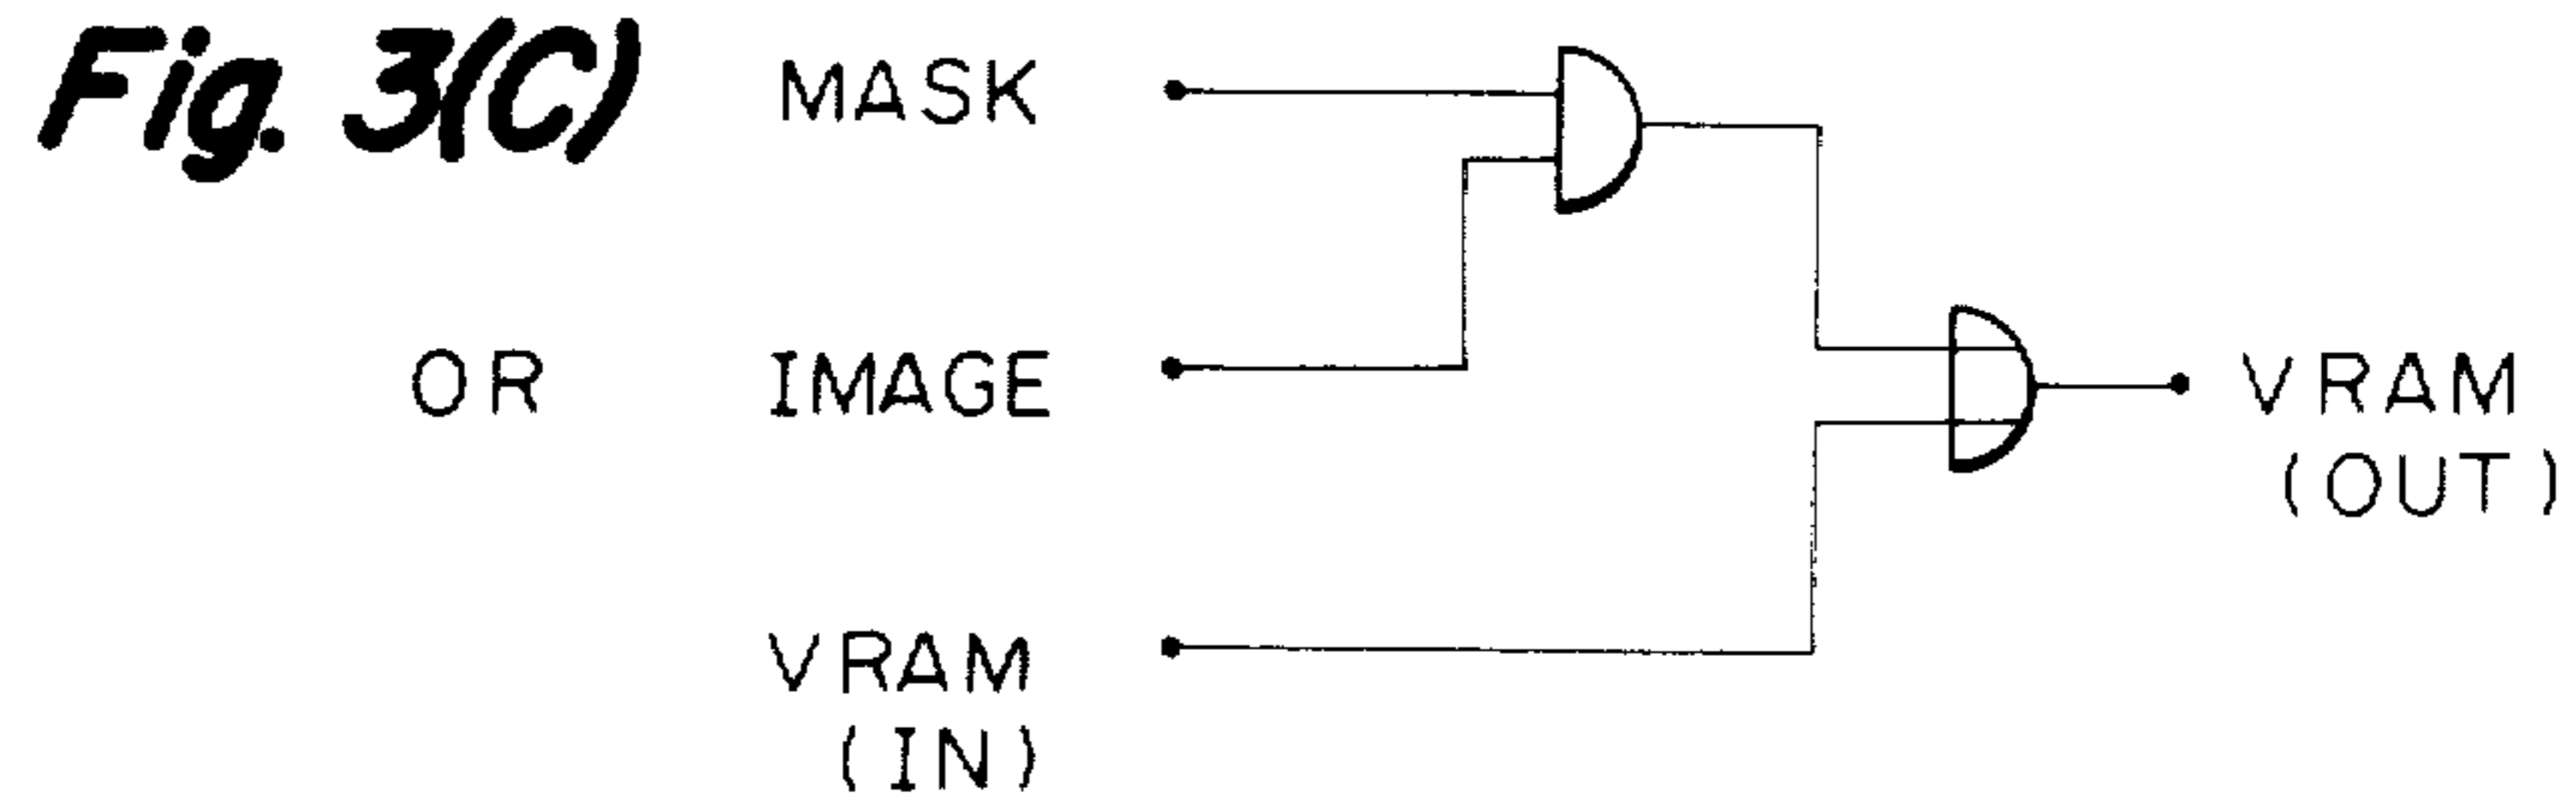 Fig. 3(C)
MASK
OR
IMAGE
VRAM
(OUT)
VRAM
(IN)